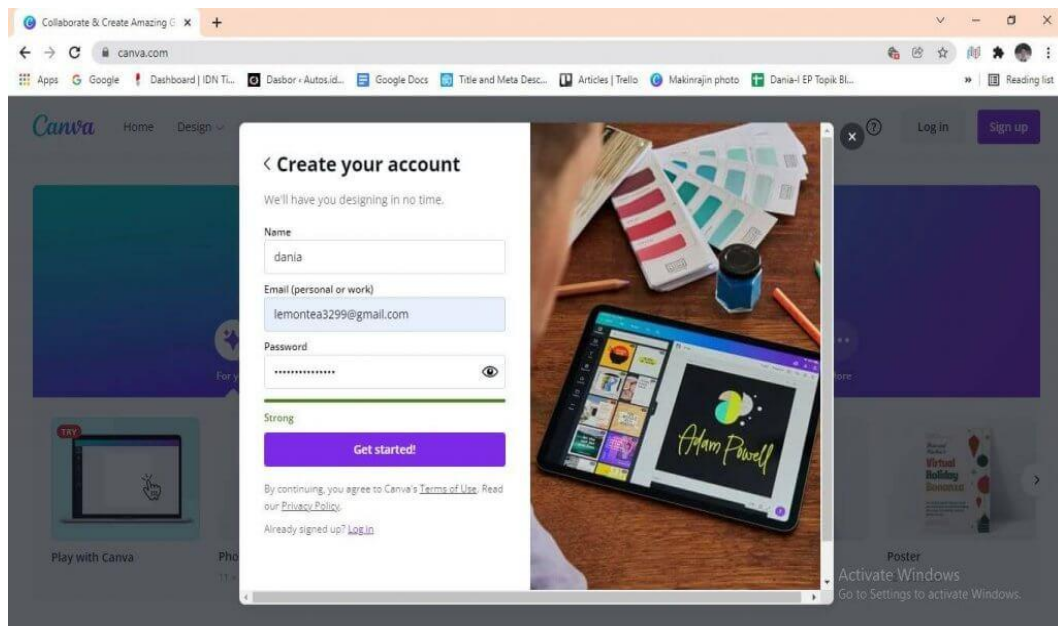 Collaborate & Create Amazing G
canva.com
Apps Google Dashboard | IDN Ti... Dasbor ‹ Autos.id... Google Docs Title and Meta Desc... Articles | Trello Makinrajin photo Dania-I EP Topik Bl... » Reading list
Canva Home Design Log in Sign up
Create your account
We'll have you designing in no time.
Name
dania
Email (personal or work)
lemontea3299@gmail.com
Password
Strong
Get started!
By continuing, you agree to Canva's Terms of Use. Read
our Privacy Policy.
Already signed up? Log in
Adam Powell
For y
TRY
Virtual
Holiday
Bonanza
Play with Canva
Pho
Poster
Activate Windows
Go to Settings to activate Windows.